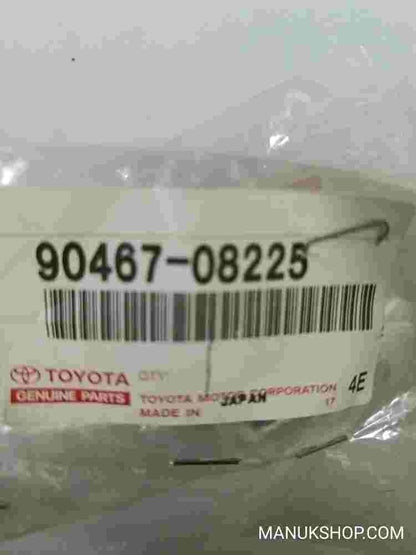 90467-08225
TOYOTA
GENUINE PARTS
QTY
TOYOTA MOTOR CORPORATION
MADE IN JAPAN
17
4E
MANUKSHOP.COM